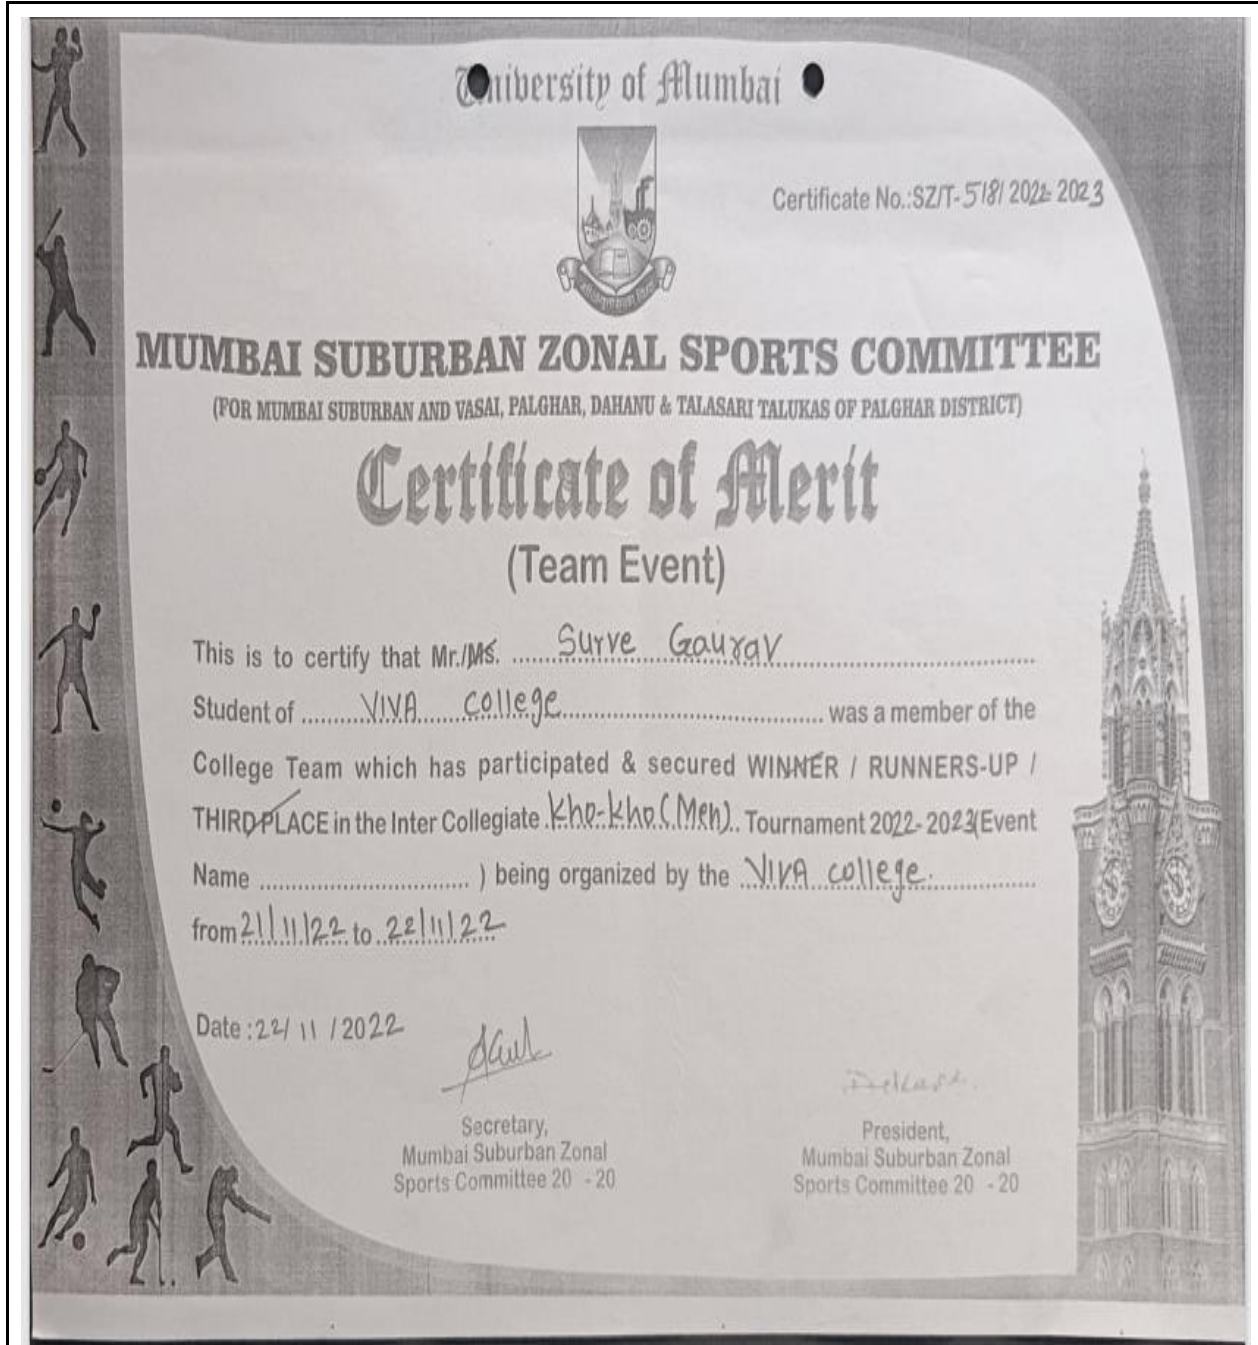 University of Mumbai
Certificate No.:SZ/T-518/2022-2023
MUMBAI SUBURBAN ZONAL SPORTS COMMITTEE
(FOR MUMBAI SUBURBAN AND VASAI, PALGHAR, DAHANU & TALASARI TALUKAS OF PALGHAR DISTRICT)
Certificate of Merit
(Team Event)
This is to certify that Mr./Ms. Surve Gaurav
Student of VIVA College was a member of the
College Team which has participated & secured WINNER / RUNNERS-UP /
THIRD PLACE in the Inter Collegiate Kho-Kho (Men) Tournament 2022-2023 (Event
Name .............................. ) being organized by the VIVA college.
from 21/11/22 to 22/11/22
Date : 22/ 11 / 2022
Secretary,
Mumbai Suburban Zonal
Sports Committee 20 - 20
President,
Mumbai Suburban Zonal
Sports Committee 20 - 20